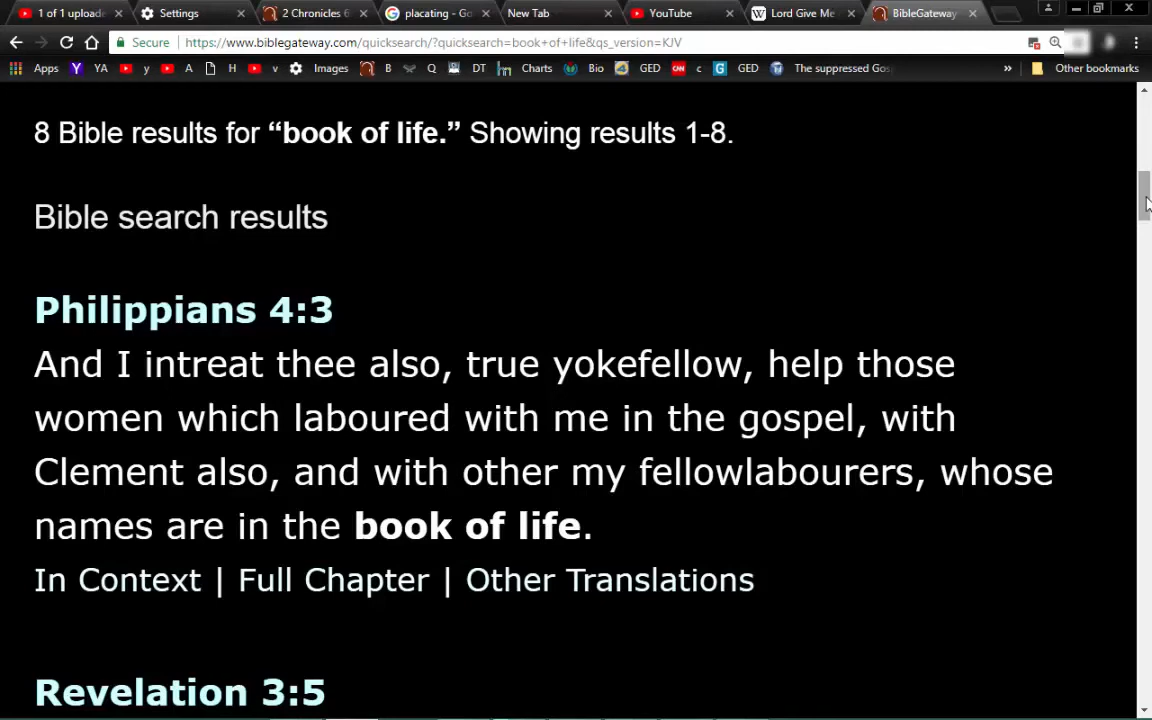 1 of 1 uploade
Settings
2 Chronicles 6
placating - Go
New Tab
YouTube
Lord Give Me
BibleGateway
Secure
https://www.biblegateway.com/quicksearch/?quicksearch=book+of+life&qs_version=KJV
Apps
YA
y
A
H
v
Images
B
Q
DT
Charts
Bio
GED
c
GED
The suppressed Gos
»
Other bookmarks
8 Bible results for “book of life.” Showing results 1-8.
Bible search results
Philippians 4:3
And I intreat thee also, true yokefellow, help those
women which laboured with me in the gospel, with
Clement also, and with other my fellowlabourers, whose
names are in the book of life.
In Context | Full Chapter | Other Translations
Revelation 3:5